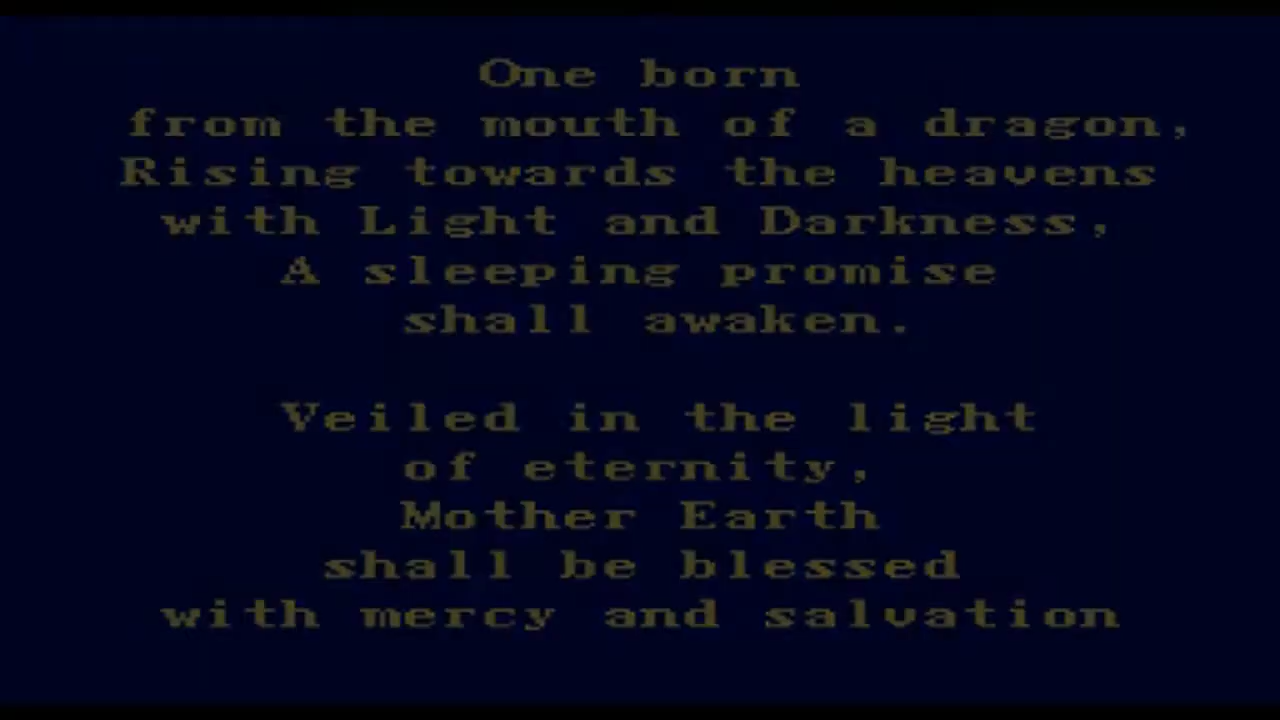 One born
from the mouth of a dragon,
Rising towards the heavens
with Light and Darkness,
A sleeping promise
shall awaken.
Veiled in the light
of eternity,
Mother Earth
shall be blessed
with mercy and salvation